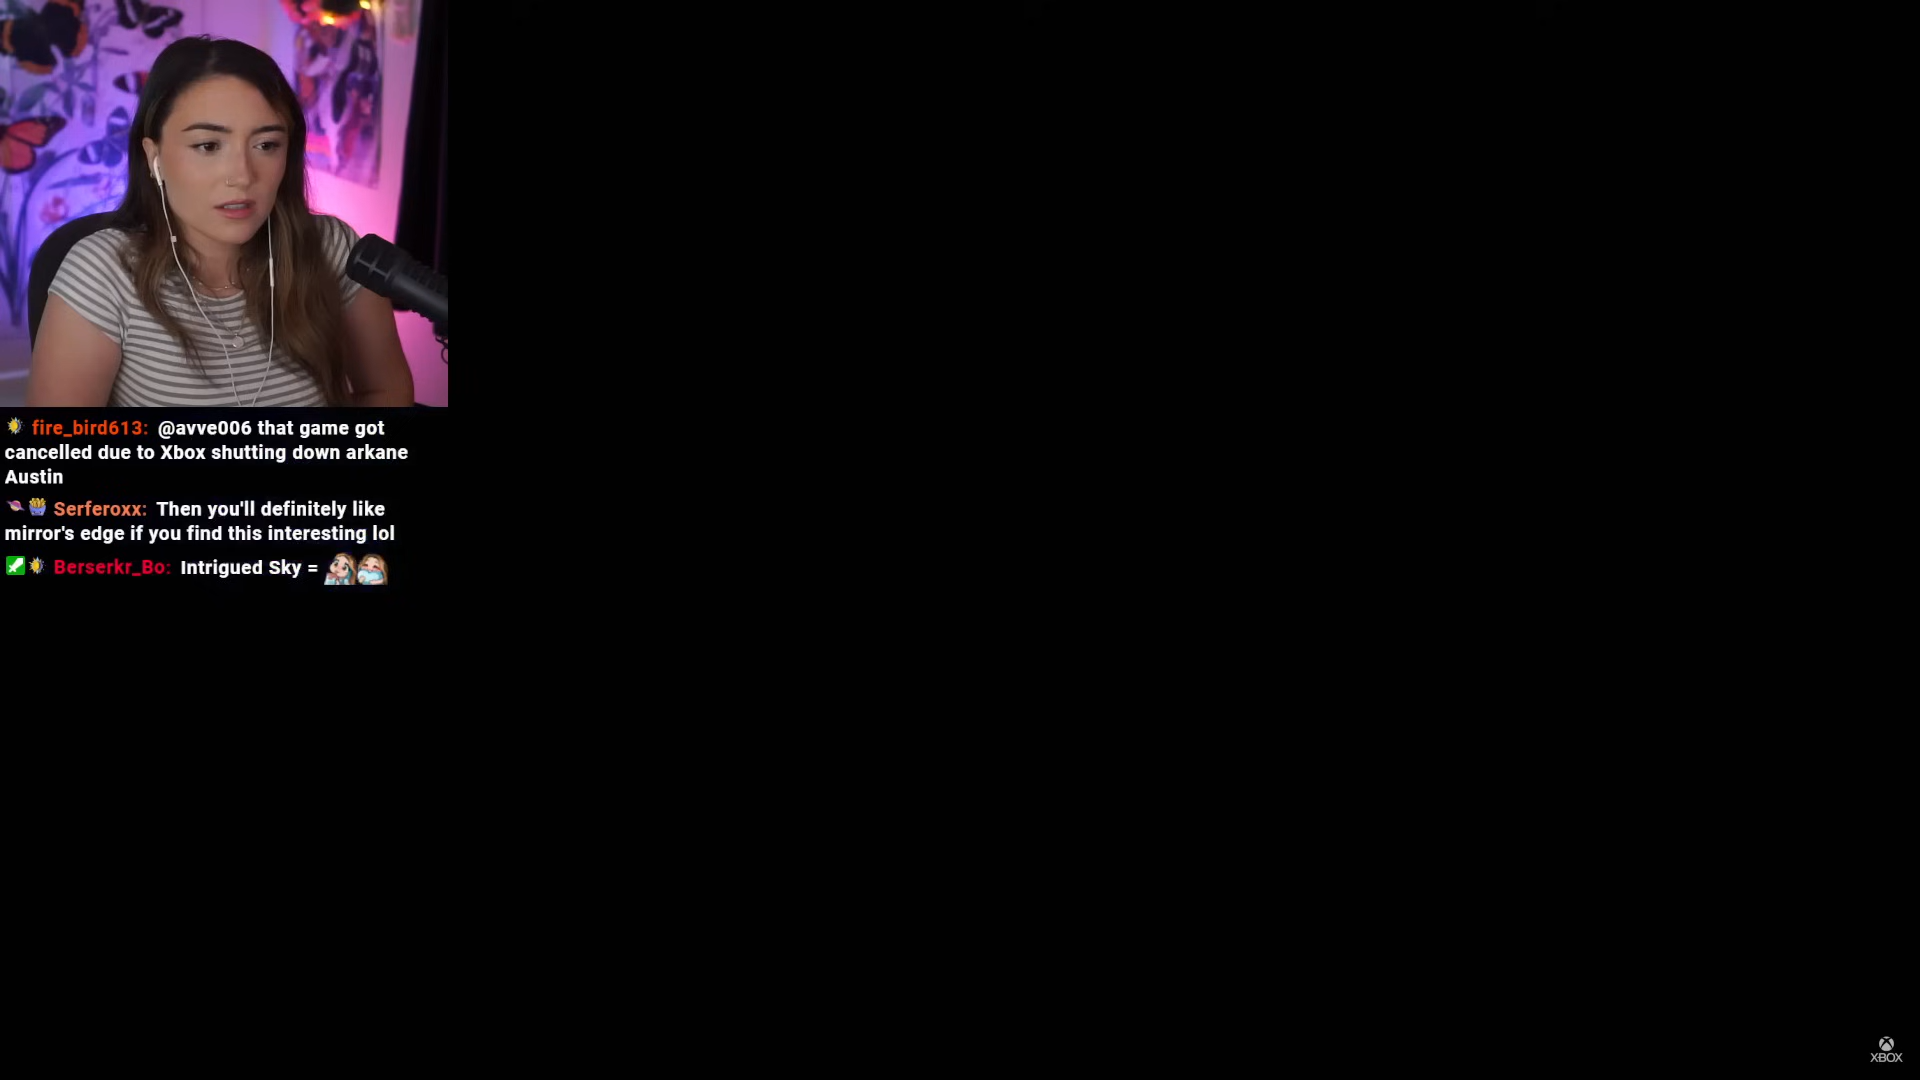 fire_bird613: @avve006 that game got
cancelled due to Xbox shutting down arkane
Austin
Serferoxx: Then you'll definitely like
mirror's edge if you find this interesting lol
Berserkr_Bo: Intrigued Sky =
XBOX